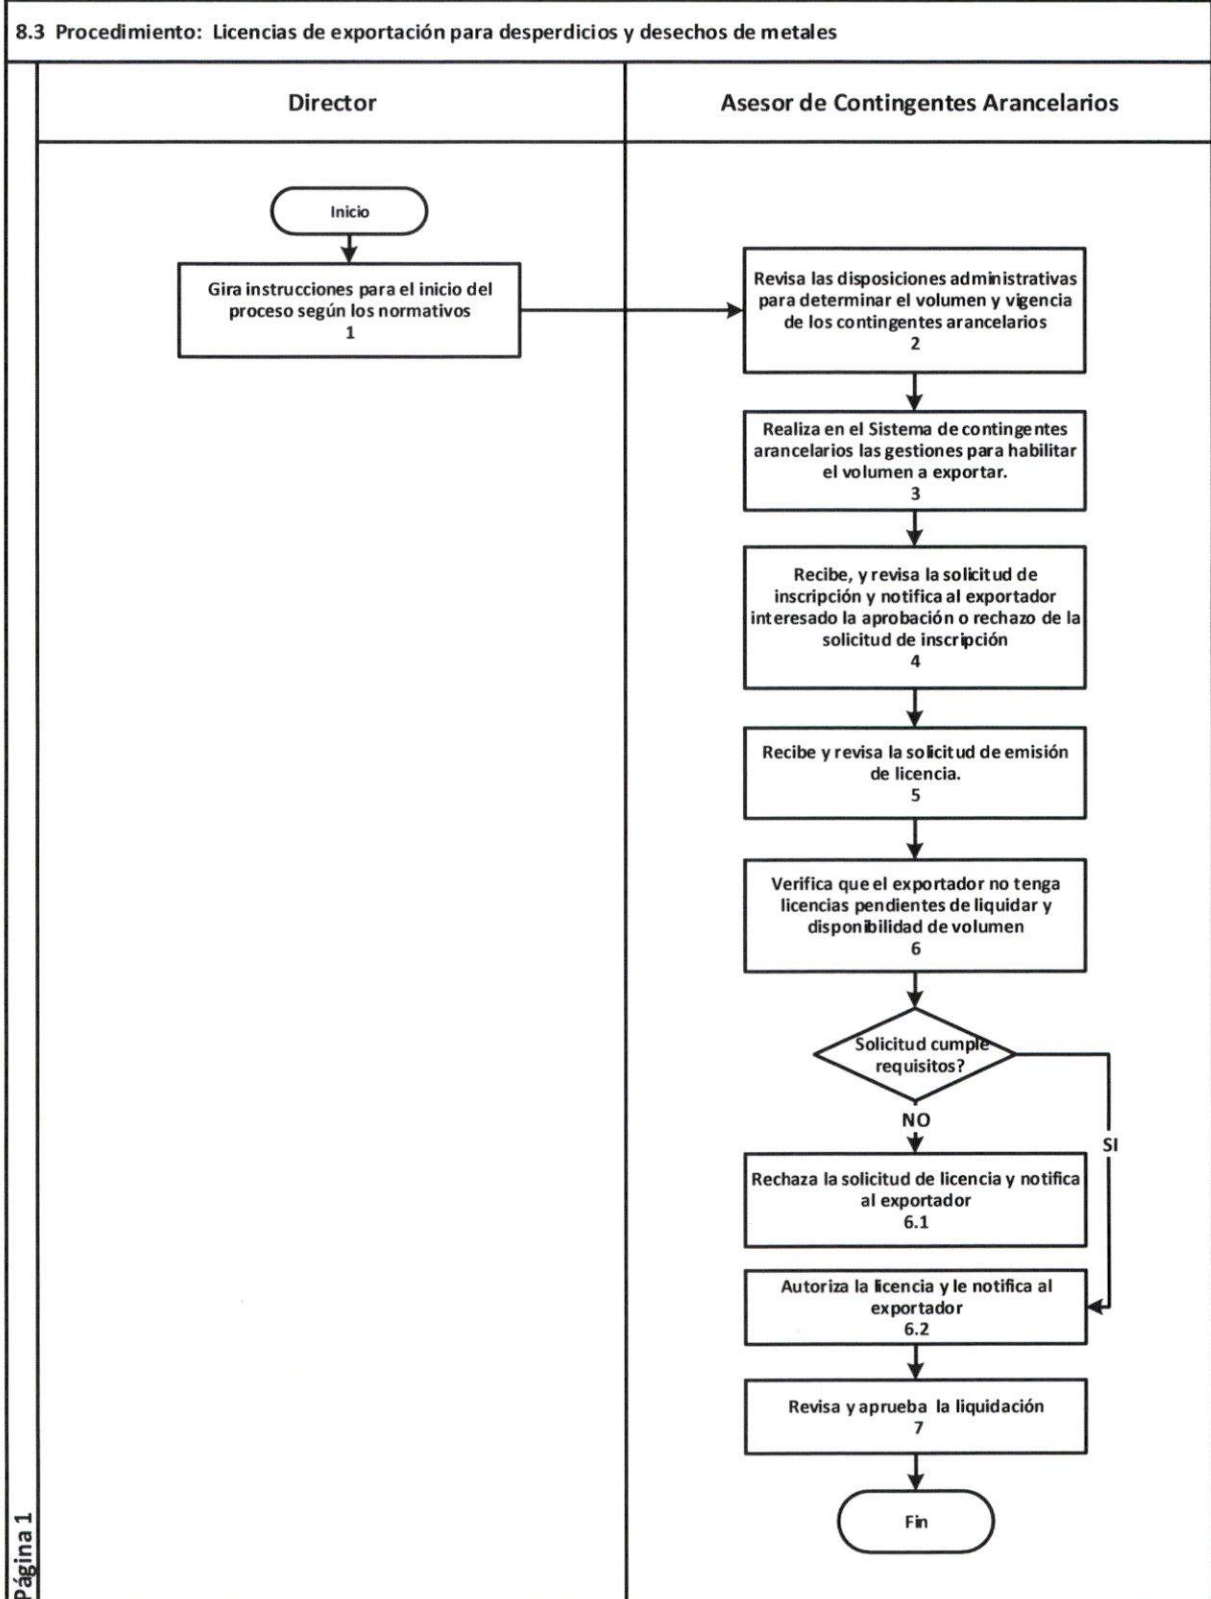 8.3 Procedimiento: Licencias de exportación para desperdicios y desechos de metales
Director
Asesor de Contingentes Arancelarios
Inicio
Gira instrucciones para el inicio del
proceso según los normativos
1
Revisa las disposiciones administrativas
para determinar el volumen y vigencia
de los contingentes arancelarios
2
Realiza en el Sistema de contingentes
arancelarios las gestiones para habilitar
el volumen a exportar.
3
Recibe, y revisa la solicitud de
inscripción y notifica al exportador
interesado la aprobación o rechazo de la
solicitud de inscripción
4
Recibe y revisa la solicitud de emisión
de licencia.
5
Verifica que el exportador no tenga
licencias pendientes de liquidar y
disponibilidad de volumen
6
Solicitud cumple
requisitos?
NO
SI
Rechaza la solicitud de licencia y notifica
al exportador
6.1
Autoriza la licencia y le notifica al
exportador
6.2
Revisa y aprueba la liquidación
7
Fin
Página 1